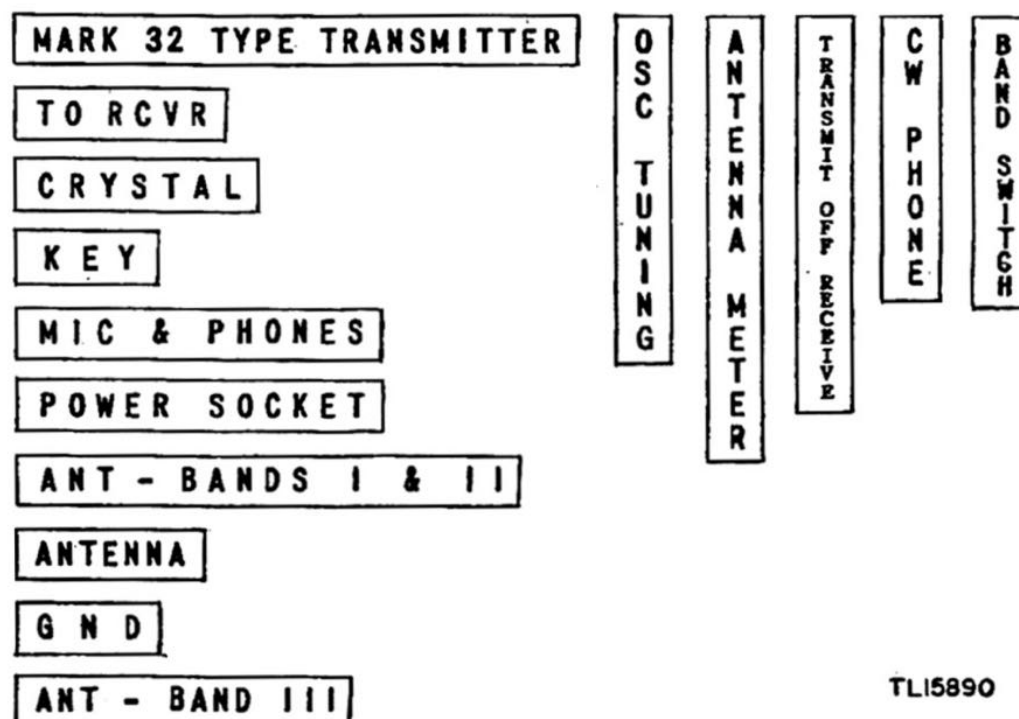 MARK 32 TYPE TRANSMITTER
TO RCVR
CRYSTAL
KEY
MIC & PHONES
POWER SOCKET
ANT - BANDS I & II
ANTENNA
GND
ANT - BAND III
OSC TUNING
ANTENNA METER
TRANSMIT OFF RECEIVE
CW PHONE
BAND SWITCH
TL15890